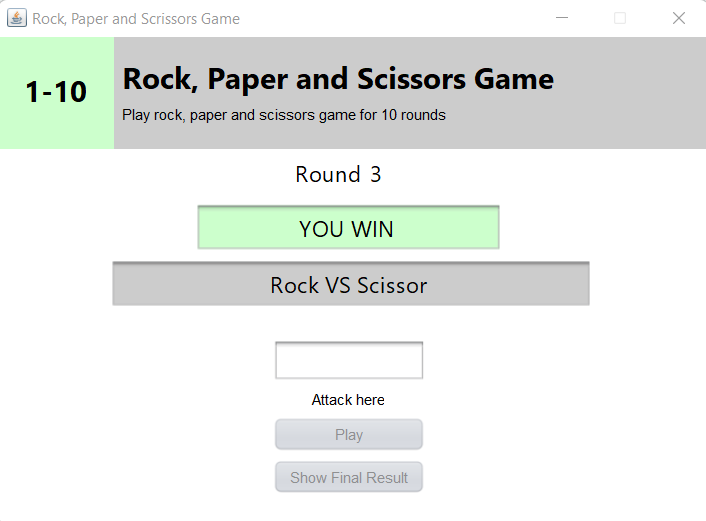 Rock, Paper and Scrissors Game
1-10
Rock, Paper and Scissors Game
Play rock, paper and scissors game for 10 rounds
Round 3
YOU WIN
Rock VS Scissor
Attack here
Play
Show Final Result